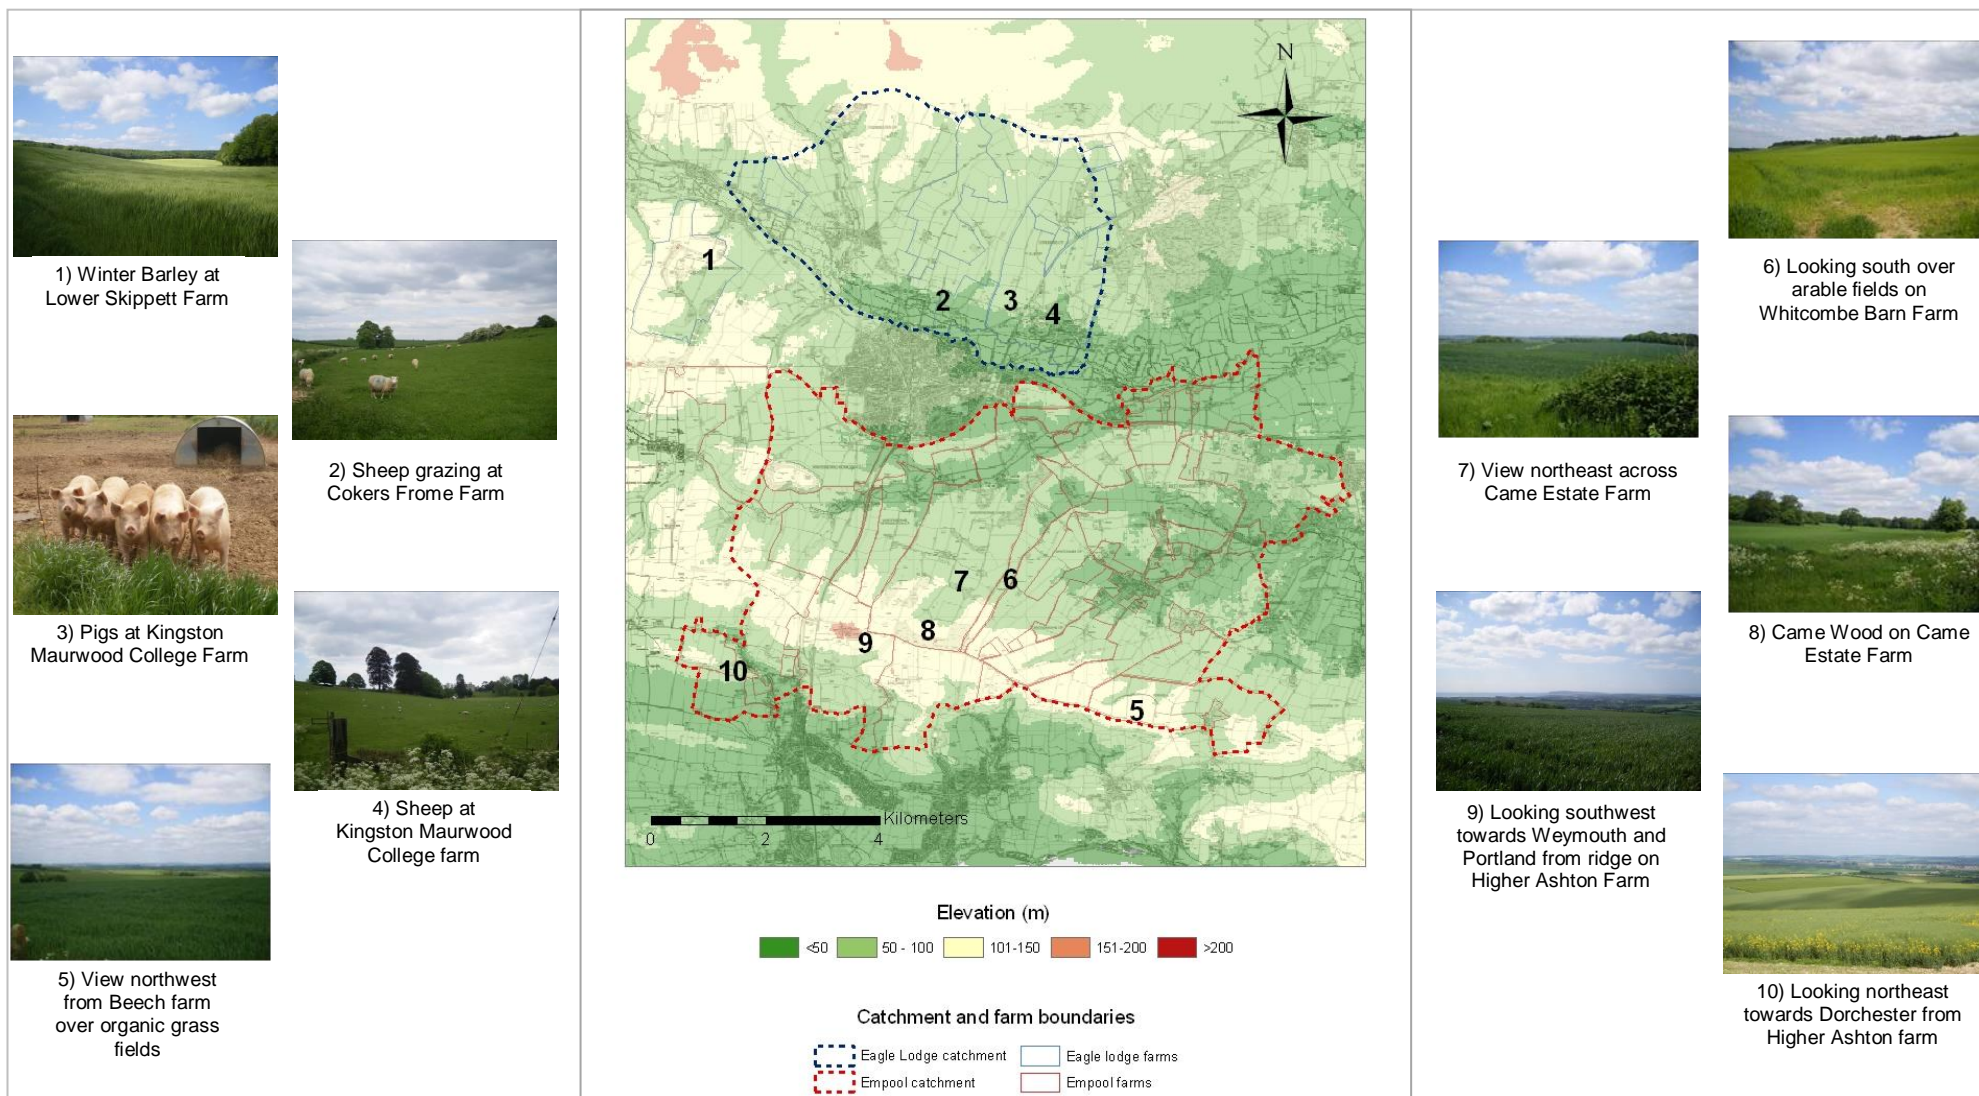 1) Winter Barley at
Lower Skippett Farm
2) Sheep grazing at
Cokers Frome Farm
3) Pigs at Kingston
Maurwood College Farm
4) Sheep at
Kingston Maurwood
College farm
5) View northwest
from Beech farm
over organic grass
fields
N
1
2
3
4
7
6
8
9
10
5
Kilometers
0
2
4
Elevation (m)
<50
50 - 100
101-150
151-200
>200
Catchment and farm boundaries
Eagle Lodge catchment
Eagle lodge farms
Empool catchment
Empool farms
6) Looking south over
arable fields on
Whitcombe Barn Farm
7) View northeast across
Came Estate Farm
8) Came Wood on Came
Estate Farm
9) Looking southwest
towards Weymouth and
Portland from ridge on
Higher Ashton Farm
10) Looking northeast
towards Dorchester from
Higher Ashton farm